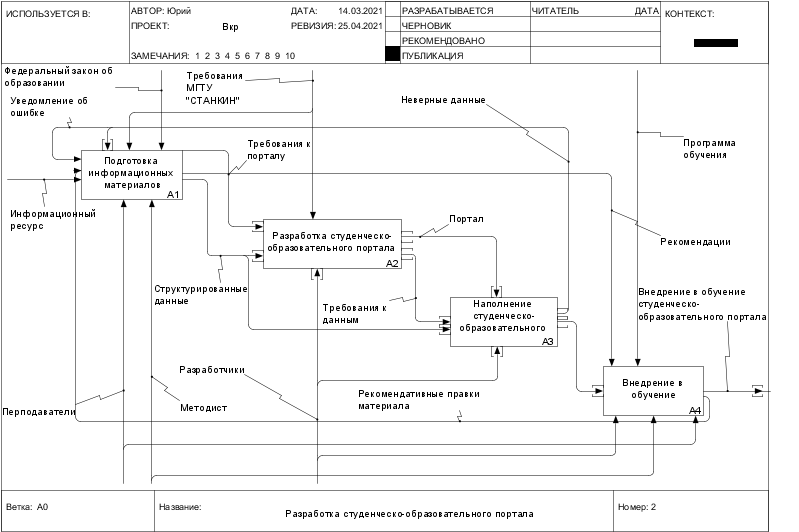 ИСПОЛЬЗУЕТСЯ В:
АВТОР: Юрий
ДАТА: 14.03.2021
ПРОЕКТ: Вкр
РЕВИЗИЯ: 25.04.2021
ЗАМЕЧАНИЯ: 1 2 3 4 5 6 7 8 9 10
РАЗРАБАТЫВАЕТСЯ
ЧЕРНОВИК
РЕКОМЕНДОВАНО
ПУБЛИКАЦИЯ
ЧИТАТЕЛЬ
ДАТА
КОНТЕКСТ:
Федеральный закон об
образовании
Требования
МГТУ
"СТАНКИН"
Уведомление об
ошибке
Неверные данные
Программа
обучения
Требования к
порталу
Подготовка
информационных
материалов
A1
Информационный
ресурс
Портал
Разработка студенческо-
образовательного портала
A2
Рекомендации
Структурированные
данные
Требования к
данным
Наполнение
студенческо-
образовательного
A3
Внедрение в обучение
студенческо-
образовательного портала
Разработчики
Внедрение в
обучение
A4
Рекомендативные правки
материала
Перподаватели
Методист
Ветка: A0
Название:
Разработка студенческо-образовательного портала
Номер: 2